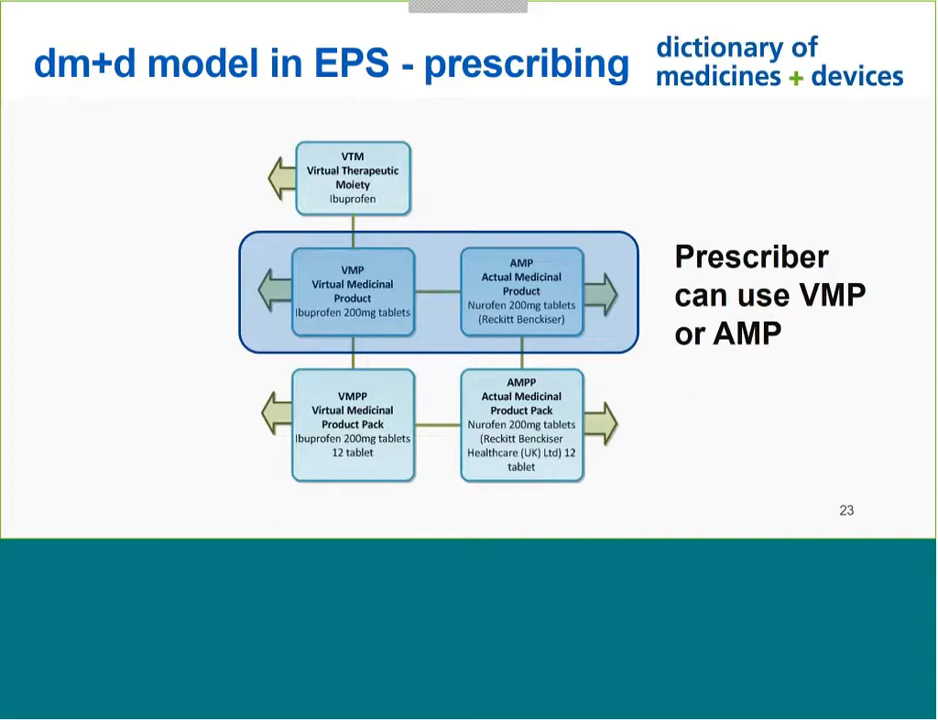 dm+d model in EPS - prescribing
dictionary of
medicines + devices
VTM
Virtual Therapeutic
Moiety
Ibuprofen
VMP
Virtual Medicinal
Product
Ibuprofen 200mg tablets
AMP
Actual Medicinal
Product
Nurofen 200mg tablets
(Reckitt Benckiser)
Prescriber
can use VMP
or AMP
VMPP
Virtual Medicinal
Product Pack
Ibuprofen 200mg tablets
12 tablet
AMPP
Actual Medicinal
Product Pack
Nurofen 200mg tablets
(Reckitt Benckiser
Healthcare (UK) Ltd) 12
tablet
23